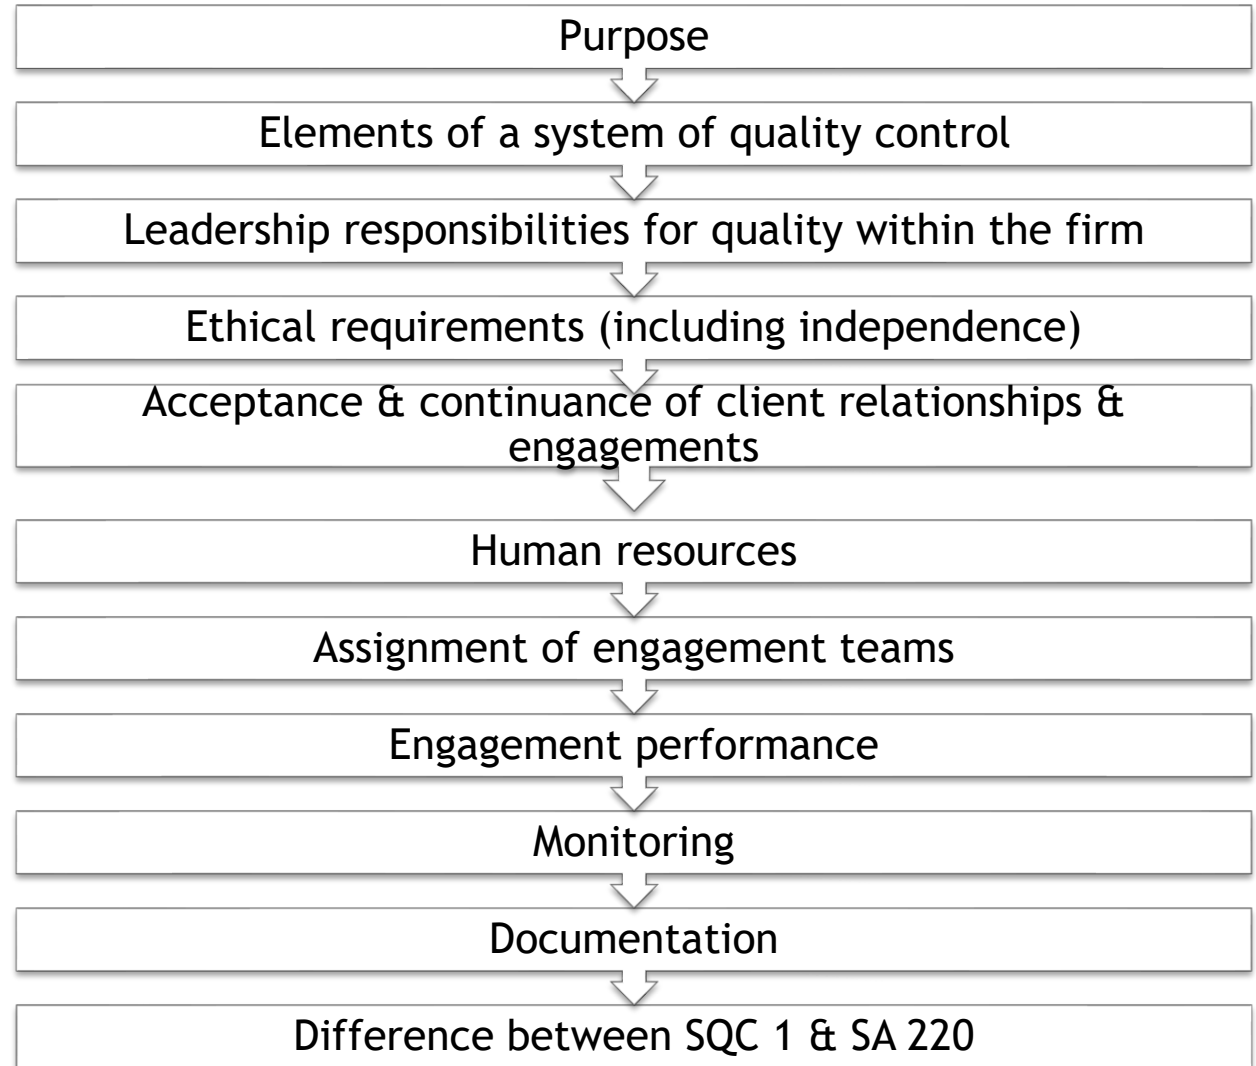 Purpose
Elements of a system of quality control
Leadership responsibilities for quality within the firm
Ethical requirements (including independence)
Acceptance & continuance of client relationships &
engagements
Human resources
Assignment of engagement teams
Engagement performance
Monitoring
Documentation
Difference between SQC 1 & SA 220